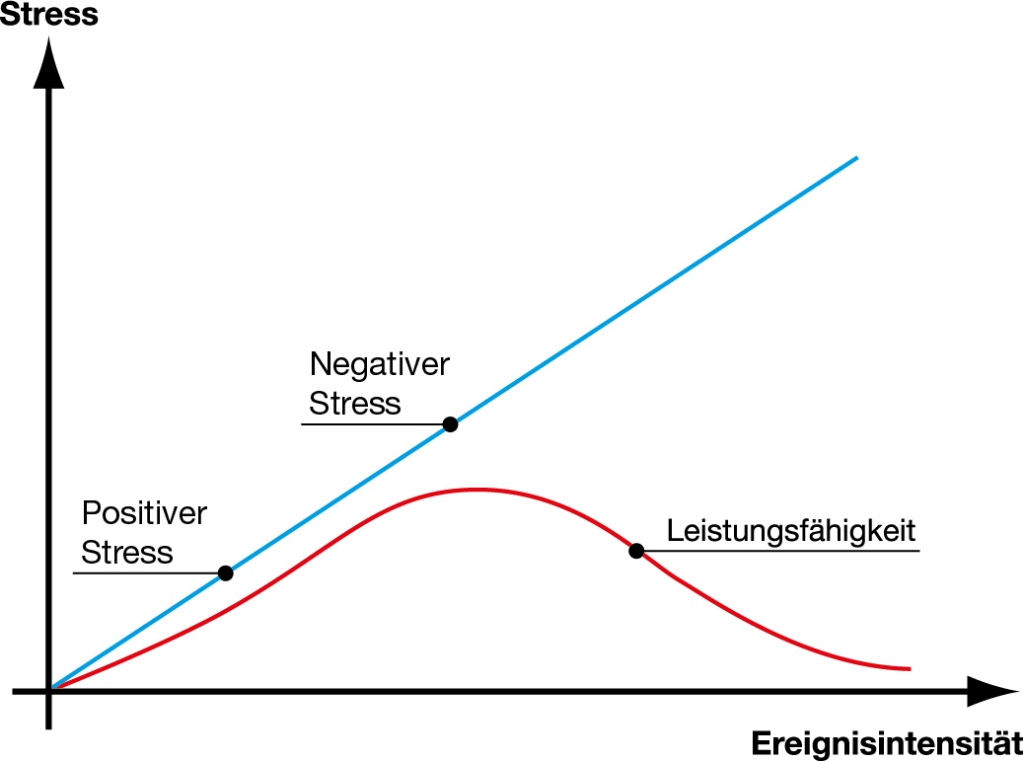 Stress
Negativer
Stress
Positiver
Stress
Leistungsfähigkeit
Ereignisintensität